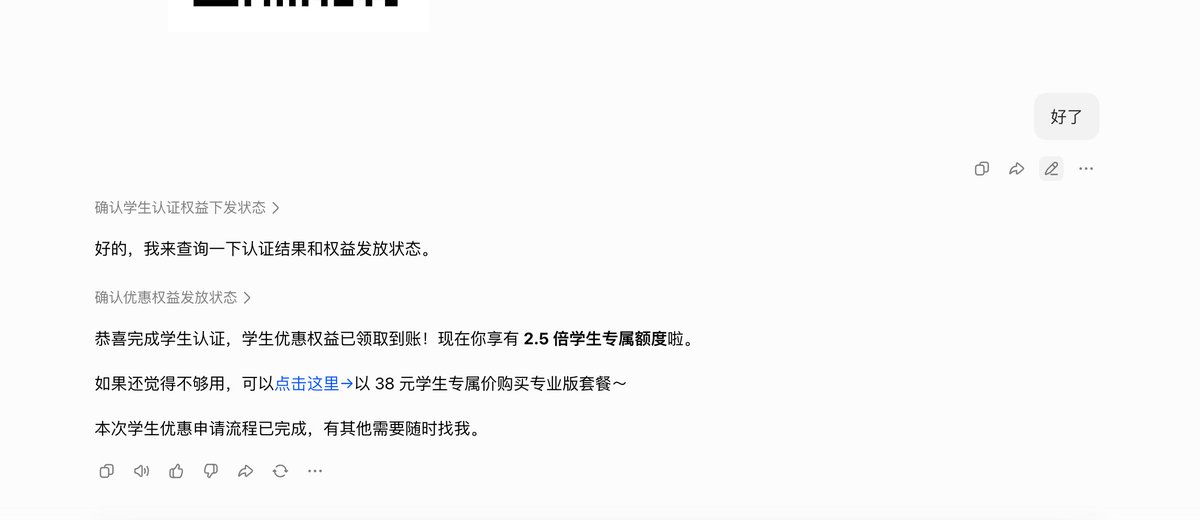 好了
确认学生认证权益下发状态
好的，我来查询一下认证结果和权益发放状态。
确认优惠权益发放状态
恭喜完成学生认证，学生优惠权益已领取到账！现在你享有 2.5 倍学生专属额度啦。
如果还觉得不够用，可以点击这里→以 38 元学生专属价购买专业版套餐～
本次学生优惠申请流程已完成，有其他需要随时找我。